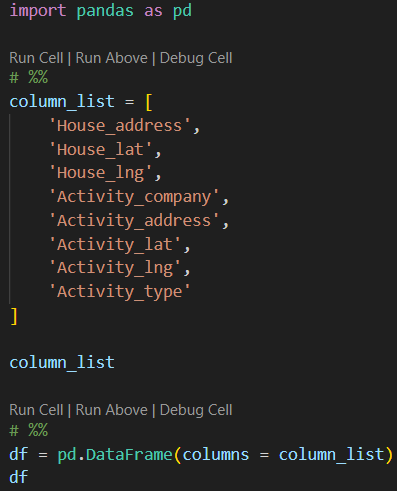 import pandas as pd
Run Cell | Run Above | Debug Cell
# %%
column_list = [
    'House_address',
    'House_lat',
    'House_lng',
    'Activity_company',
    'Activity_address',
    'Activity_lat',
    'Activity_lng',
    'Activity_type'
]
column_list
Run Cell | Run Above | Debug Cell
# %%
df = pd.DataFrame(columns = column_list)
df